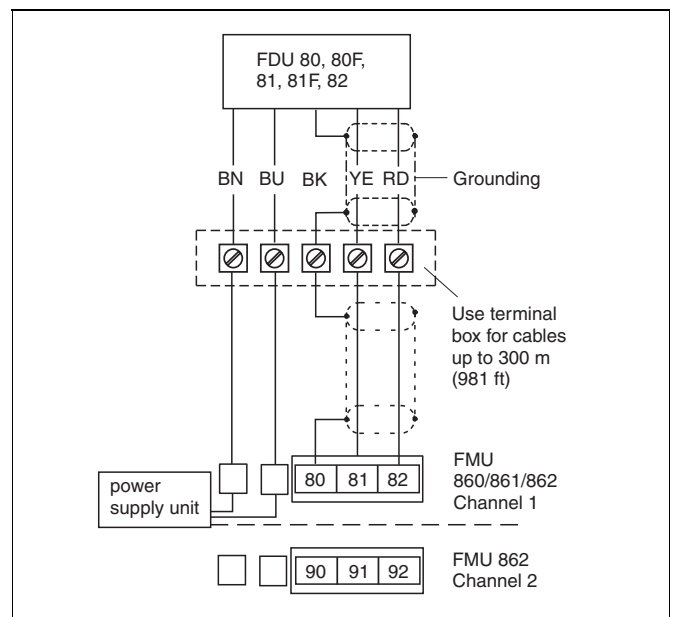 FDU 80, 80F,
81, 81F, 82
BN BU BK YE RD Grounding
Use terminal
box for cables
up to 300 m
(981 ft)
FMU
860/861/862
Channel 1
80 81 82
power
supply unit
90 91 92
FMU 862
Channel 2